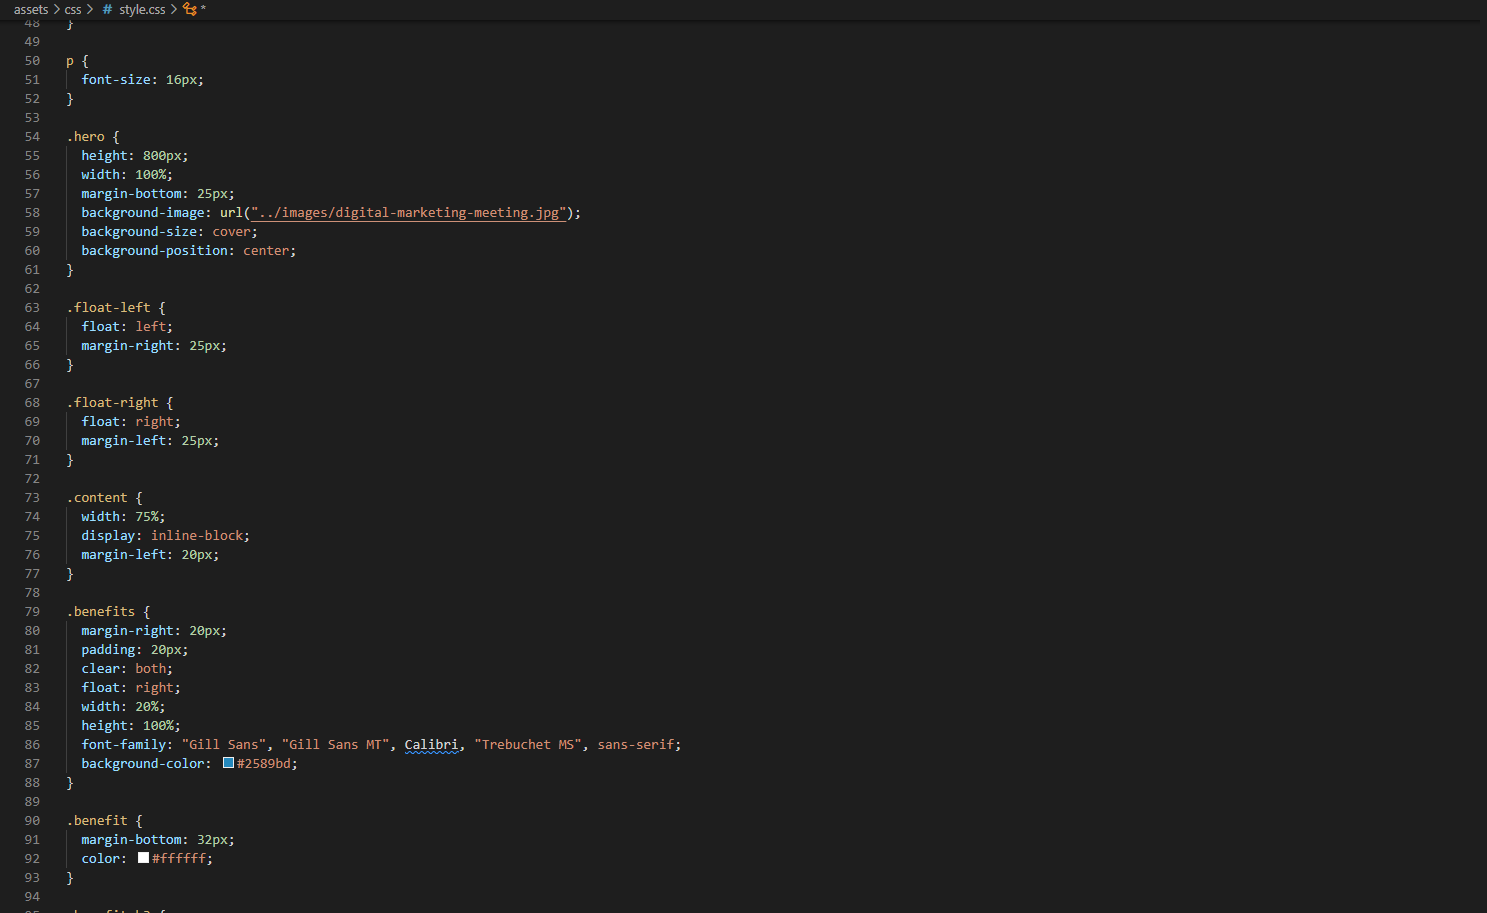 assets > css > # style.css > *
48 }
49
50 p {
51 font-size: 16px;
52 }
53
54 .hero {
55 height: 800px;
56 width: 100%;
57 margin-bottom: 25px;
58 background-image: url("../images/digital-marketing-meeting.jpg");
59 background-size: cover;
60 background-position: center;
61 }
62
63 .float-left {
64 float: left;
65 margin-right: 25px;
66 }
67
68 .float-right {
69 float: right;
70 margin-left: 25px;
71 }
72
73 .content {
74 width: 75%;
75 display: inline-block;
76 margin-left: 20px;
77 }
78
79 .benefits {
80 margin-right: 20px;
81 padding: 20px;
82 clear: both;
83 float: right;
84 width: 20%;
85 height: 100%;
86 font-family: "Gill Sans", "Gill Sans MT", Calibri, "Trebuchet MS", sans-serif;
87 background-color: #2589bd;
88 }
89
90 .benefit {
91 margin-bottom: 32px;
92 color: #ffffff;
93 }
94